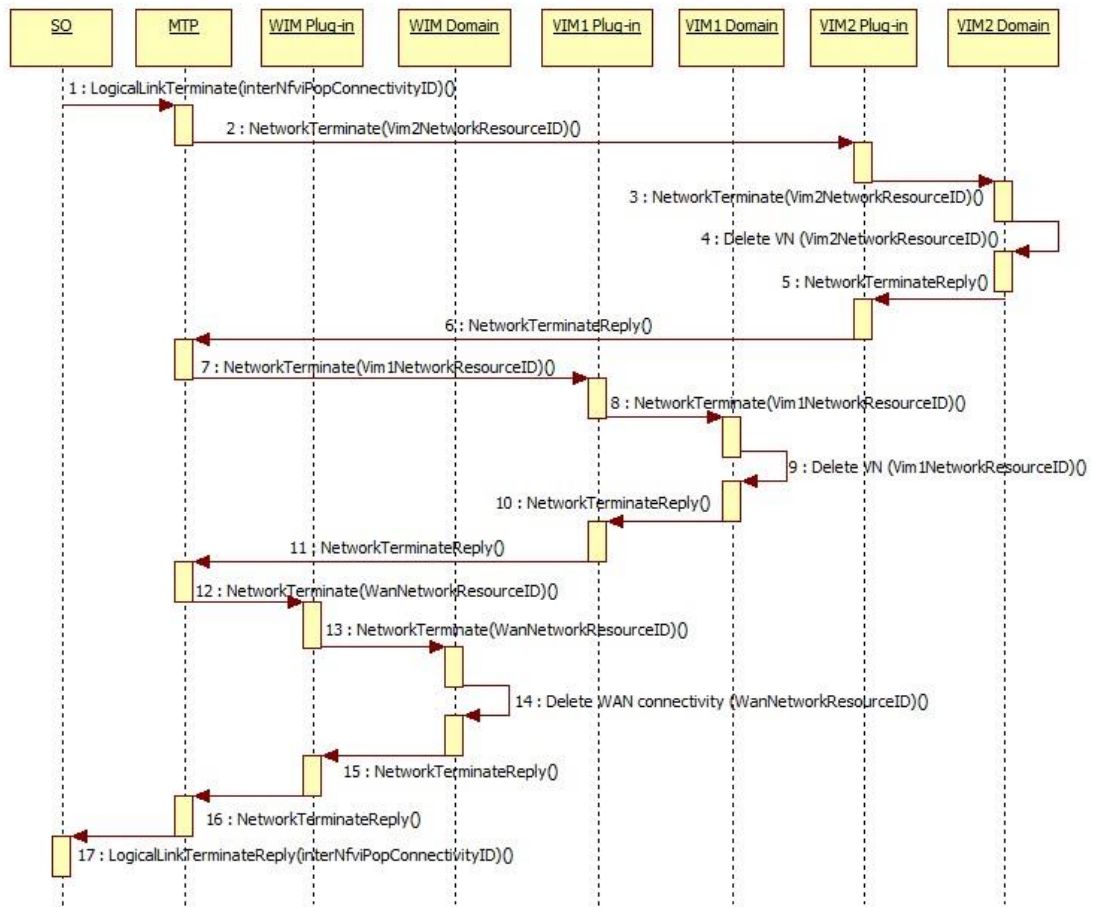 SO
MTP
WIM Plug-in
WIM Domain
VIM1 Plug-in
VIM1 Domain
VIM2 Plug-in
VIM2 Domain
1 : LogicalLinkTerminate(interNfviPopConnectivityID)()
2 : NetworkTerminate(Vim2NetworkResourceID)()
3 : NetworkTerminate(Vim2NetworkResourceID)()
4 : Delete VN (Vim2NetworkResourceID)()
5 : NetworkTerminateReply()
6 : NetworkTerminateReply()
7 : NetworkTerminate(Vim1NetworkResourceID)()
8 : NetworkTerminate(Vim1NetworkResourceID)()
9 : Delete VN (Vim1NetworkResourceID)()
10 : NetworkTerminateReply()
11 : NetworkTerminateReply()
12 : NetworkTerminate(WanNetworkResourceID)()
13 : NetworkTerminate(WanNetworkResourceID)()
14 : Delete WAN connectivity (WanNetworkResourceID)()
15 : NetworkTerminateReply()
16 : NetworkTerminateReply()
17 : LogicalLinkTerminateReply(interNfviPopConnectivityID)()